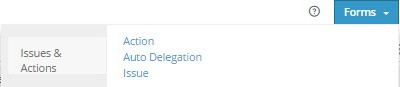 Forms
Issues &
Actions
Action
Auto Delegation
Issue